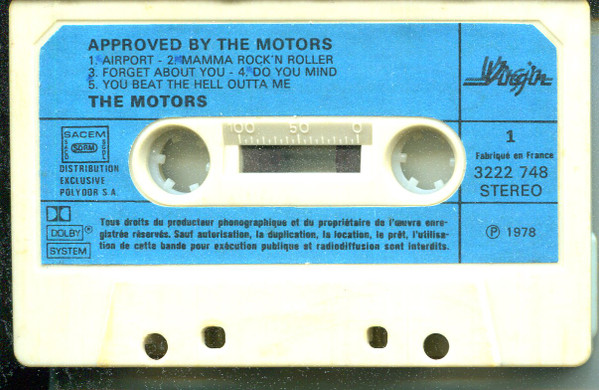 APPROVED BY THE MOTORS
1. AIRPORT - 2. MAMMA ROCK'N ROLLER
3. FORGET ABOUT YOU - 4. DO YOU MIND
5. YOU BEAT THE HELL OUTTA ME
THE MOTORS
Virgin
SACEM
SDRM
DISTRIBUTION
EXCLUSIVE
POLYDOR S.A.
100 50 0
1
Fabriqué en France
3222 748
STEREO
DOLBY®
SYSTEM
Tous droits du producteur phonographique et du propriétaire de l'œuvre enre-
gistrée réservés. Sauf autorisation, la duplication, la location, le prêt, l'utilisa-
tion de cette bande pour exécution publique et radiodiffusion sont interdits.
℗ 1978